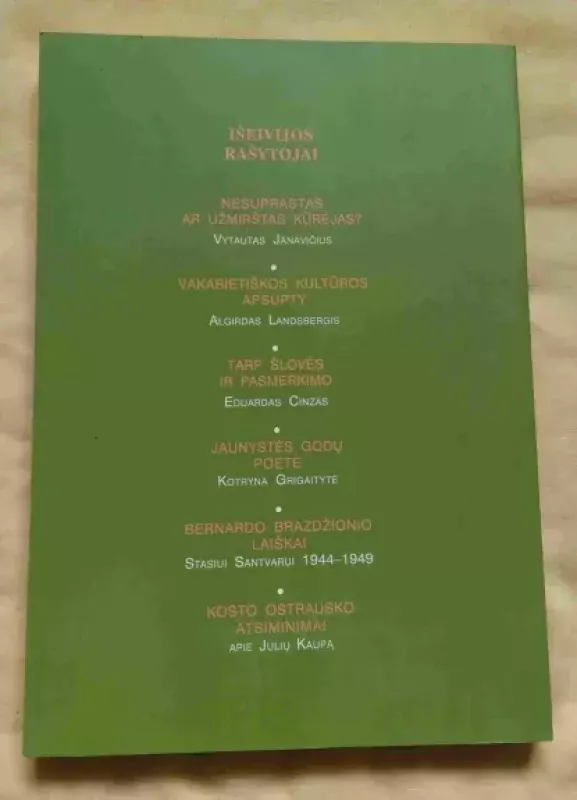 IŠEIVIJOS
RAŠYTOJAI
NESUPRASTAS
AR UŽMIRŠTAS KŪRĖJAS?
VYTAUTAS JANAVIČIUS
•
VAKARIETIŠKOS KULTŪROS
APSUPTY
ALGIRDAS LANDSBERGIS
•
TARP ŠLOVĖS
IR PASMERKIMO
EDUARDAS CINZAS
•
JAUNYSTĖS GODŲ
POETĖ
KOTRYNA GRIGAITYTĖ
•
BERNARDO BRAZDŽIONIO
LAIŠKAI
STASIUI SANTVARUI 1944–1949
•
KOSTO OSTRAUSKO
ATSIMINIMAI
APIE JULIŲ KAUPĄ